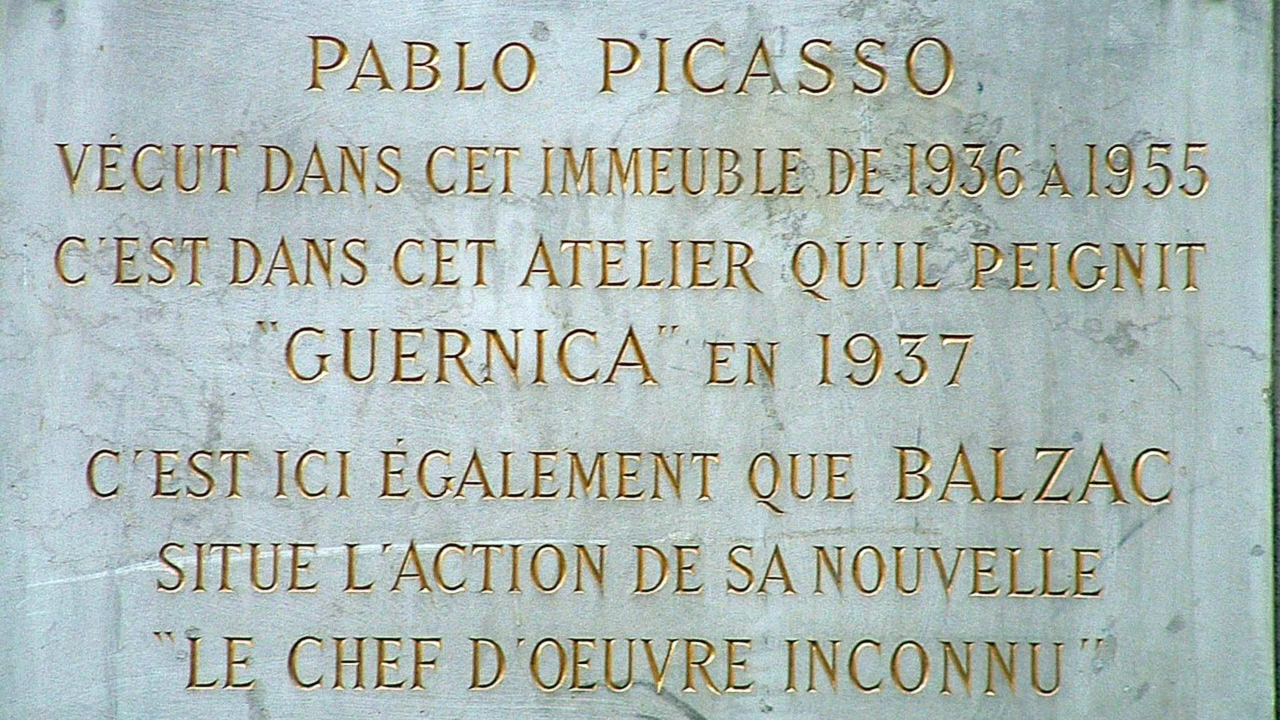 PABLO PICASSO
VÉCUT DANS CET IMMEUBLE DE 1936 À 1955
C'EST DANS CET ATELIER QU'IL PEIGNIT
"GUERNICA" EN 1937
C'EST ICI ÉGALEMENT QUE BALZAC
SITUE L'ACTION DE SA NOUVELLE
"LE CHEF D'OEUVRE INCONNU"